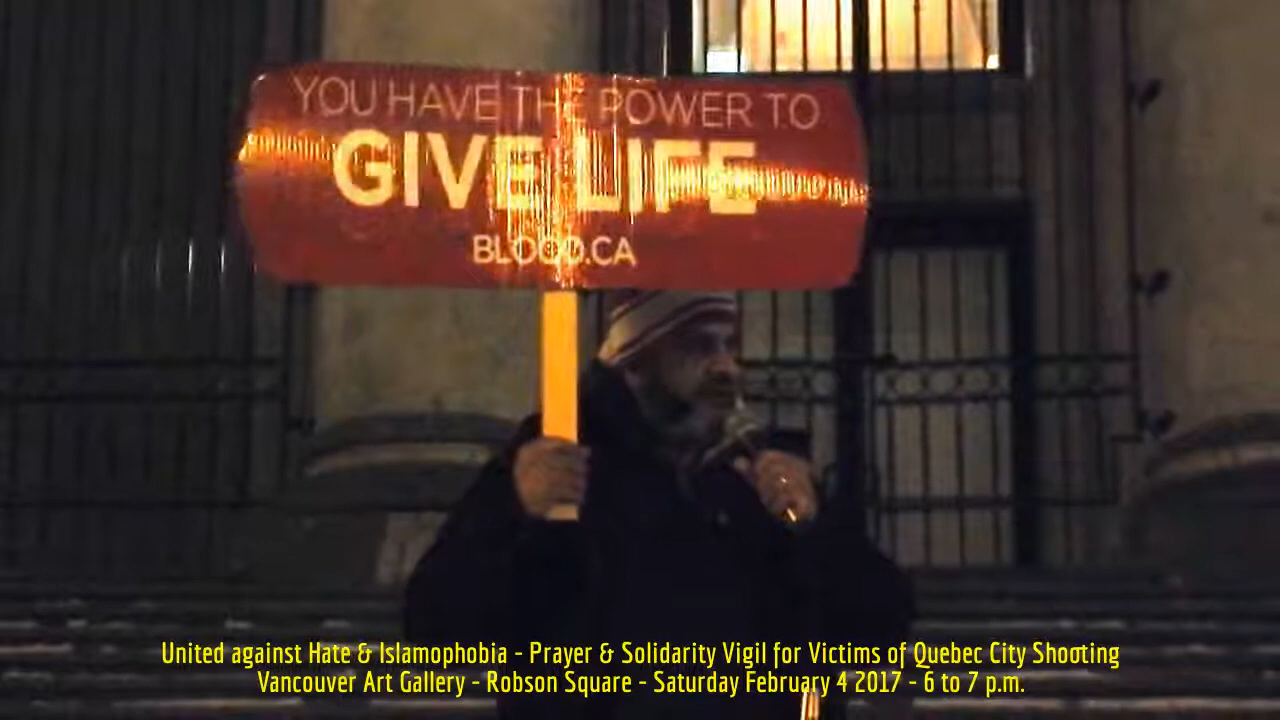 YOU HAVE THE POWER TO
GIVE LIFE
BLOOD.CA
United against Hate & Islamophobia - Prayer & Solidarity Vigil for Victims of Quebec City Shooting
Vancouver Art Gallery - Robson Square - Saturday February 4 2017 - 6 to 7 p.m.